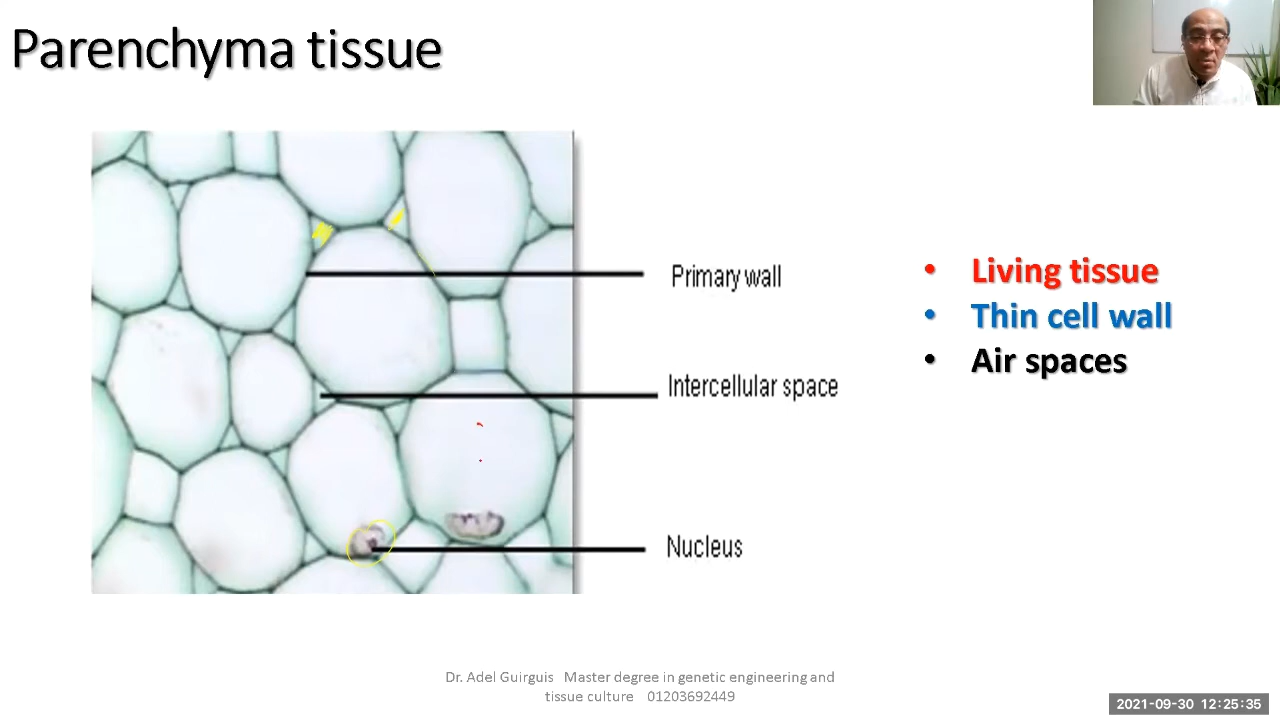 Parenchyma tissue
Primary wall
Intercellular space
Nucleus
• Living tissue
• Thin cell wall
• Air spaces
Dr. Adel Guirguis Master degree in genetic engineering and
tissue culture 01203692449
2021-09-30 12:25:35